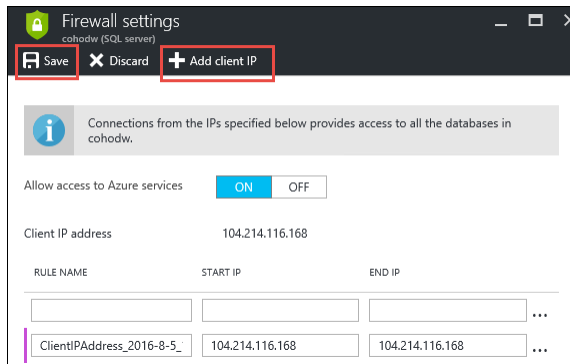 Firewall settings
cohodw (SQL server)
Save Discard Add client IP
Connections from the IPs specified below provides access to all the databases in
cohodw.
Allow access to Azure services ON OFF
Client IP address 104.214.116.168
RULE NAME START IP END IP
...
ClientIPAddress_2016-8-5_ 104.214.116.168 104.214.116.168 ...